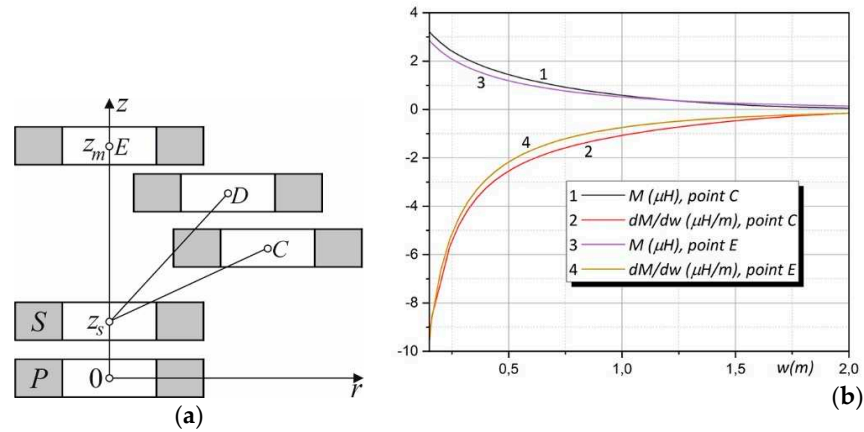 z
z_m E
D
C
S z_s
P 0
r
(a)
4
2
0
-2
-4
-6
-8
-10
0,5 1,0 1,5 2,0
w(m)
1
3
4
2
1 — M (μH), point C
2 — dM/dw (μH/m), point C
3 — M (μH), point E
4 — dM/dw (μH/m), point E
(b)